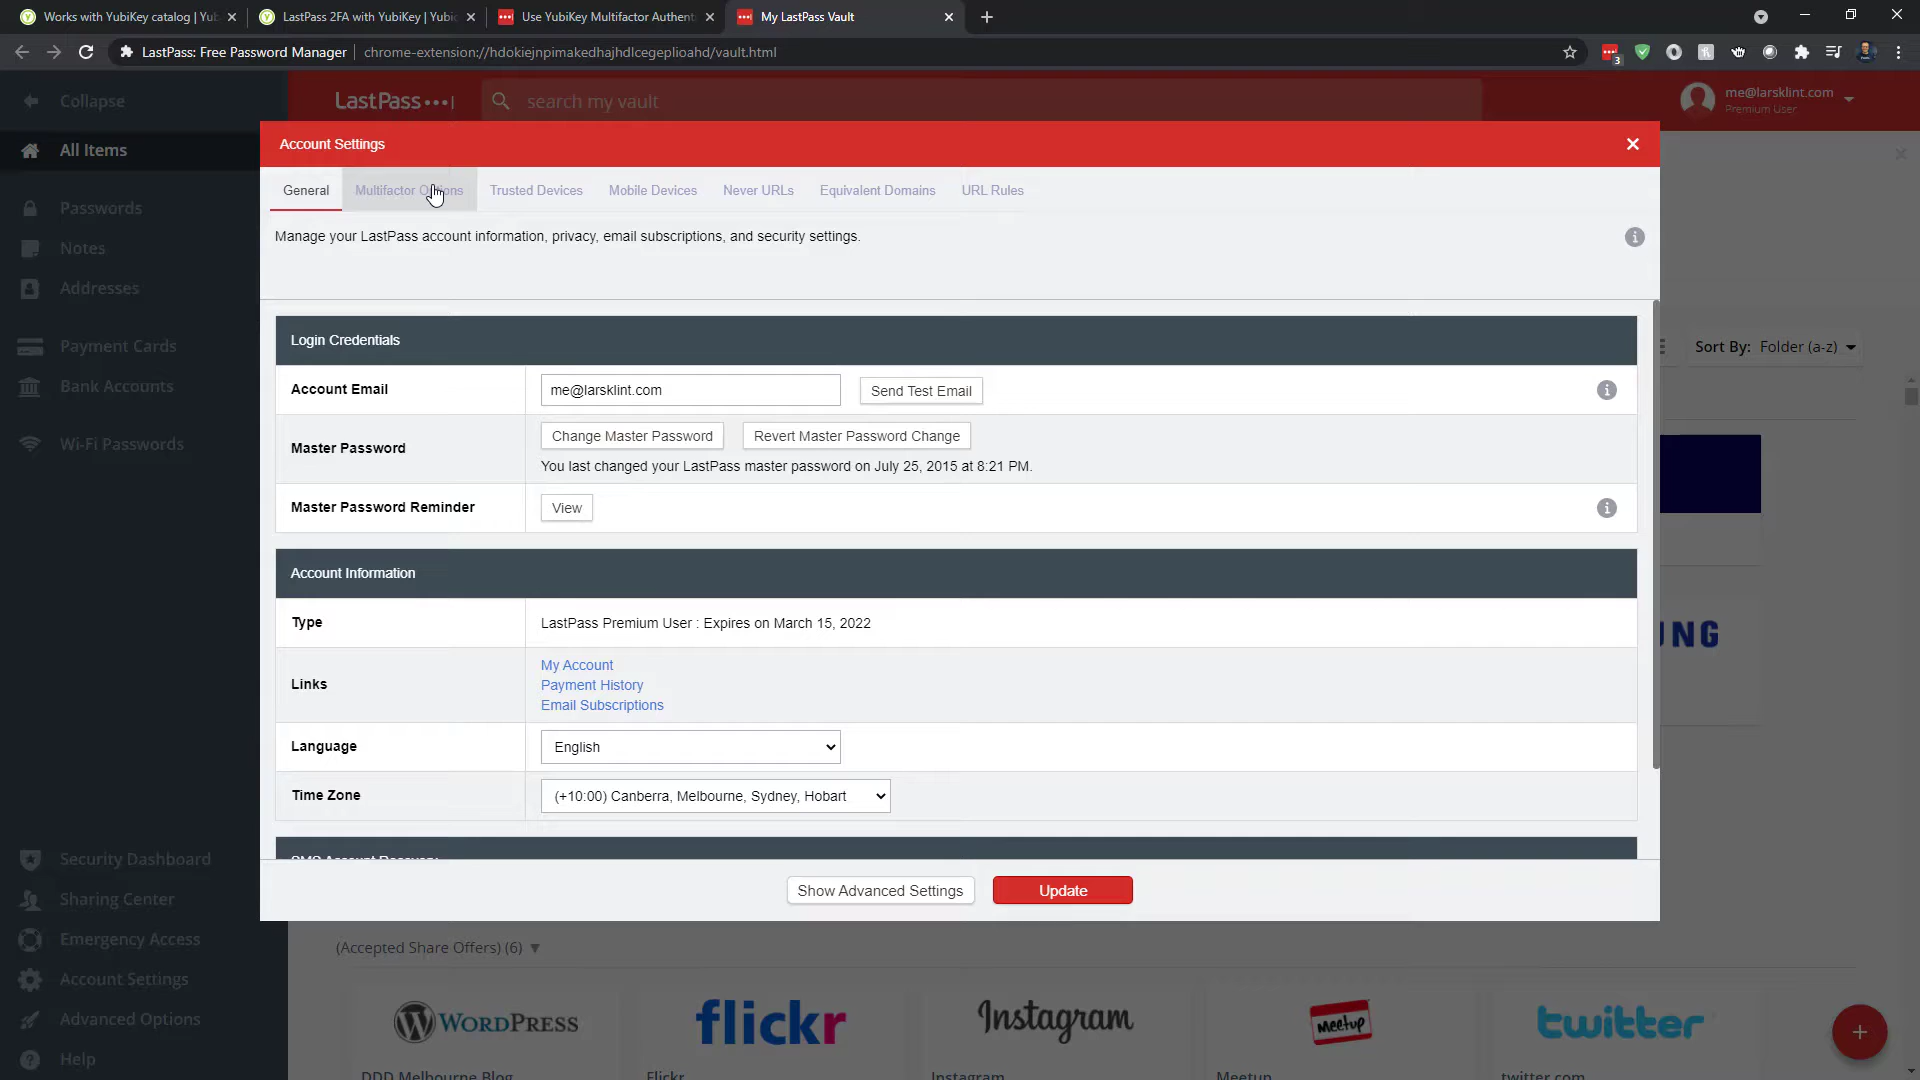 Works with YubiKey catalog | Yub
LastPass 2FA with YubiKey | Yubic
Use YubiKey Multifactor Authent
My LastPass Vault
LastPass: Free Password Manager
chrome-extension://hdokiejnpimakedhajhdlcegeplioahd/vault.html
3
Collapse
LastPass
search my vault
me@larsklint.com
Premium User
Account Settings
All Items
General
Multifactor Options
Trusted Devices
Mobile Devices
Never URLs
Equivalent Domains
URL Rules
Passwords
Manage your LastPass account information, privacy, email subscriptions, and security settings.
Notes
Addresses
Login Credentials
Payment Cards
Sort By: Folder (a-z)
Bank Accounts
Account Email
me@larsklint.com
Send Test Email
Wi-Fi Passwords
Master Password
Change Master Password
Revert Master Password Change
You last changed your LastPass master password on July 25, 2015 at 8:21 PM.
Master Password Reminder
View
Account Information
Type
LastPass Premium User : Expires on March 15, 2022
NG
Links
My Account
Payment History
Email Subscriptions
Language
English
Time Zone
(+10:00) Canberra, Melbourne, Sydney, Hobart
SMS Account Recovery
Security Dashboard
Show Advanced Settings
Update
Sharing Center
Emergency Access
(Accepted Share Offers) (6)
Account Settings
Advanced Options
Help
WORDPRESS
flickr
Instagram
meetup
twitter
DDD Melbourne Blog
Flickr
Instagram
Meetup
twitter.com